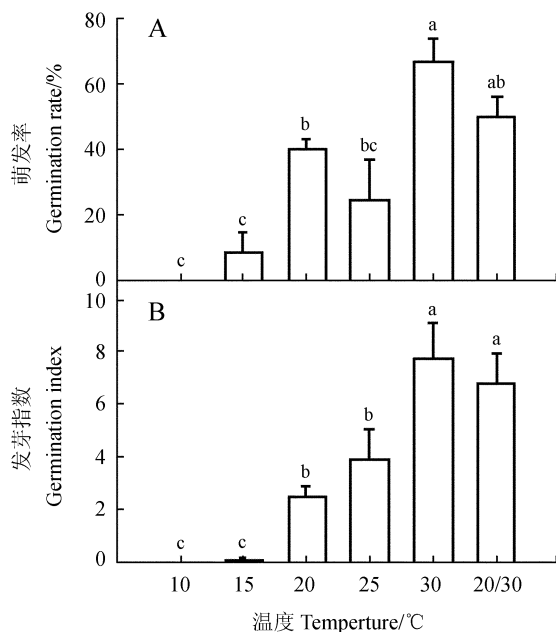 A
萌发率
Germination rate/%
80
60
40
20
0
c
c
b
bc
a
ab
B
发芽指数
Germination index
10
8
6
4
2
0
c
c
b
b
a
a
10 15 20 25 30 20/30
温度 Temperture/℃